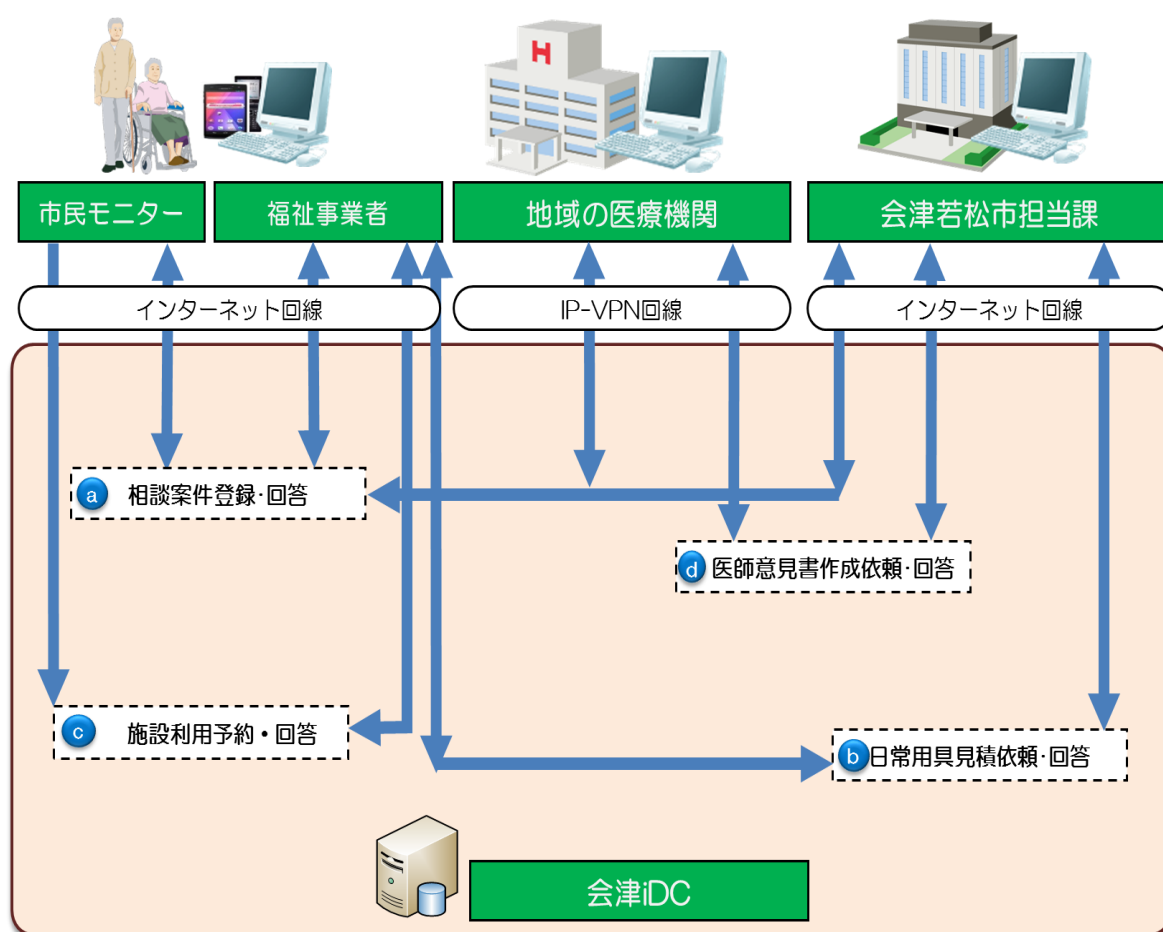 H
市民モニター
福祉事業者
地域の医療機関
会津若松市担当課
インターネット回線
IP-VPN回線
インターネット回線
a 相談案件登録・回答
d 医師意見書作成依頼・回答
c 施設利用予約・回答
b 日常用具見積依頼・回答
会津iDC